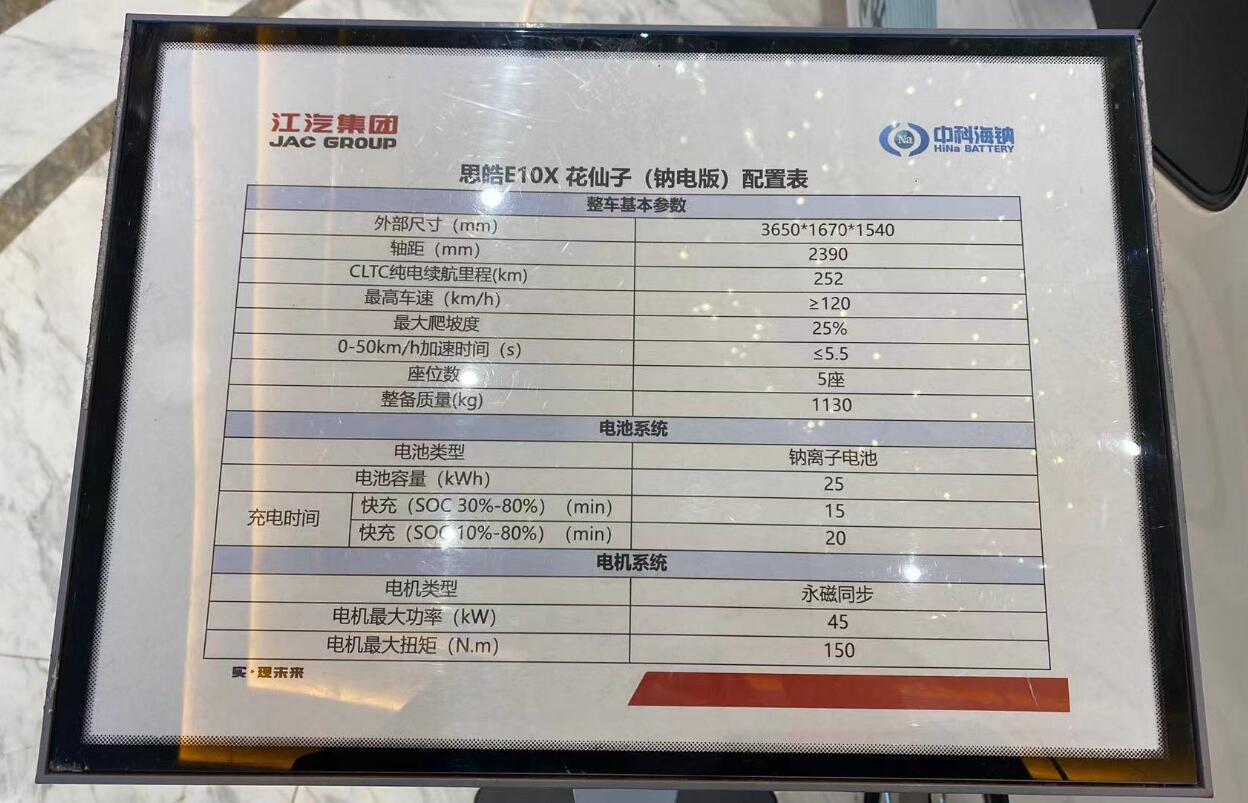 江汽集团
JAC GROUP
Na
中科海钠
HiNa BATTERY
思皓E10X 花仙子（钠电版）配置表
整车基本参数
外部尺寸（mm） 3650*1670*1540
轴距（mm） 2390
CLTC纯电续航里程(km) 252
最高车速（km/h） ≥120
最大爬坡度 25%
0-50km/h加速时间（s） ≤5.5
座位数 5座
整备质量(kg) 1130
电池系统
电池类型 钠离子电池
电池容量（kWh） 25
充电时间 快充（SOC 30%-80%）（min） 15
快充（SOC 10%-80%）（min） 20
电机系统
电机类型 永磁同步
电机最大功率（kW） 45
电机最大扭矩（N.m） 150
实·现未来